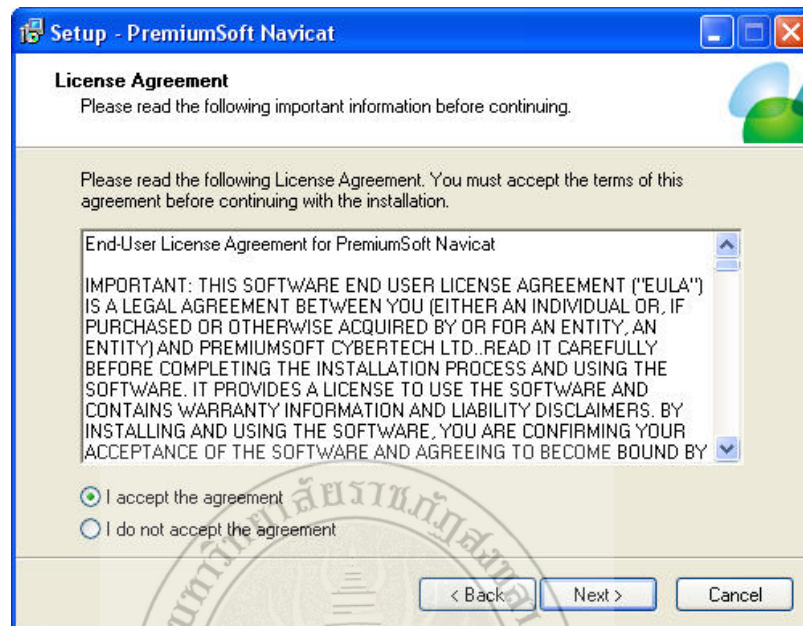 Setup - PremiumSoft Navicat
License Agreement
Please read the following important information before continuing.
Please read the following License Agreement. You must accept the terms of this
agreement before continuing with the installation.
End-User License Agreement for PremiumSoft Navicat
IMPORTANT: THIS SOFTWARE END USER LICENSE AGREEMENT ("EULA")
IS A LEGAL AGREEMENT BETWEEN YOU (EITHER AN INDIVIDUAL OR, IF
PURCHASED OR OTHERWISE ACQUIRED BY OR FOR AN ENTITY, AN
ENTITY) AND PREMIUMSOFT CYBERTECH LTD..READ IT CAREFULLY
BEFORE COMPLETING THE INSTALLATION PROCESS AND USING THE
SOFTWARE. IT PROVIDES A LICENSE TO USE THE SOFTWARE AND
CONTAINS WARRANTY INFORMATION AND LIABILITY DISCLAIMERS. BY
INSTALLING AND USING THE SOFTWARE, YOU ARE CONFIRMING YOUR
ACCEPTANCE OF THE SOFTWARE AND AGREEING TO BECOME BOUND BY
I accept the agreement
I do not accept the agreement
< Back
Next >
Cancel